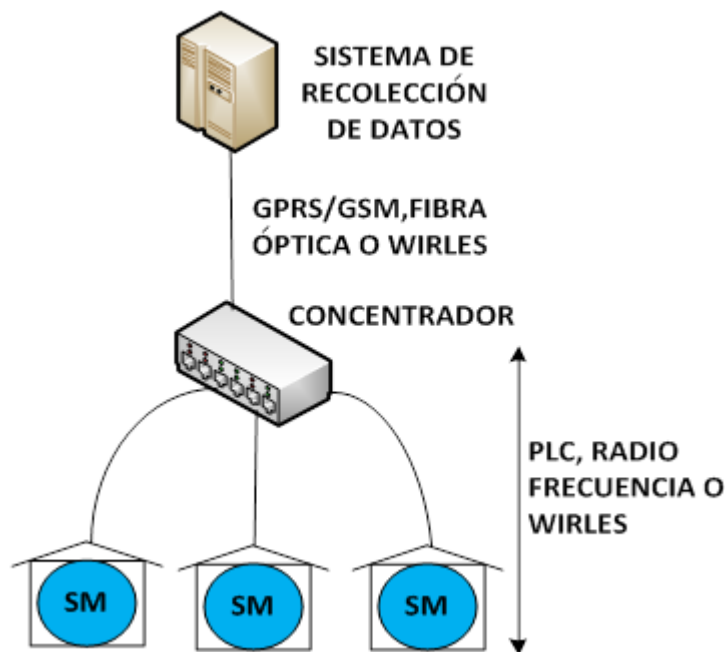 SISTEMA DE
RECOLECCIÓN
DE DATOS
GPRS/GSM,FIBRA
ÓPTICA O WIRLES
CONCENTRADOR
PLC, RADIO
FRECUENCIA O
WIRLES
SM
SM
SM